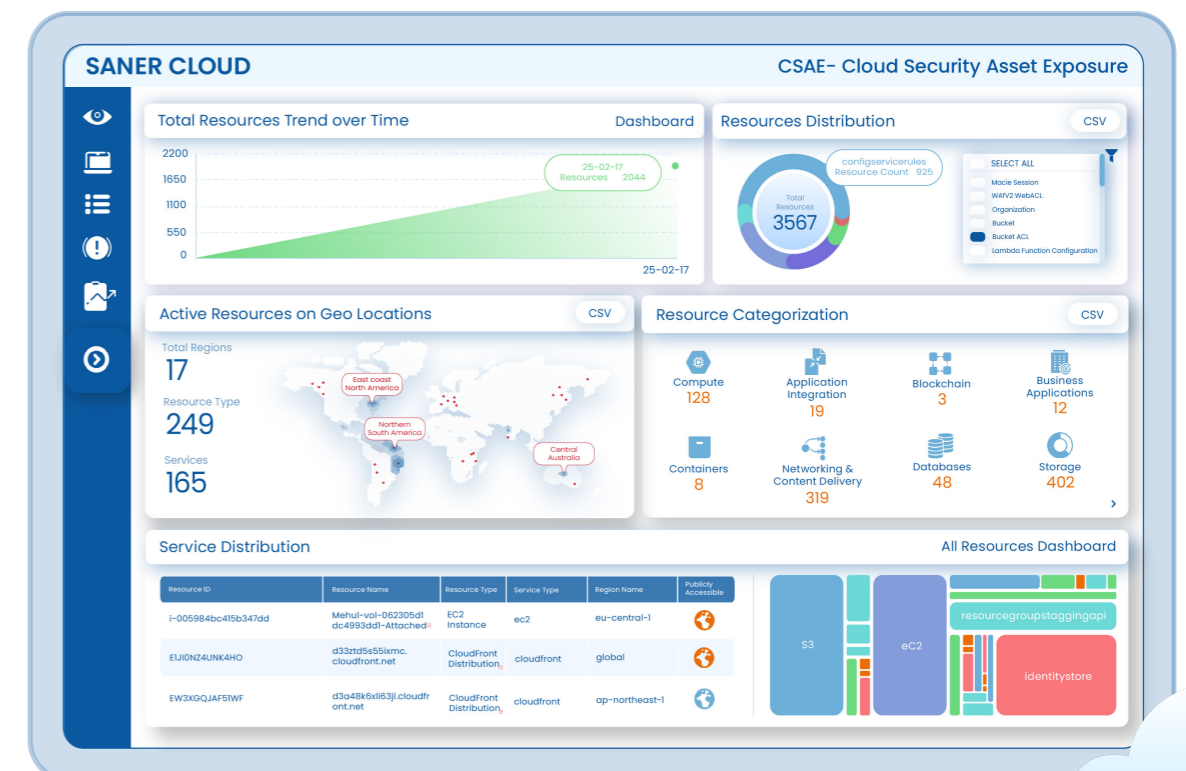 SANER CLOUD
CSAE- Cloud Security Asset Exposure
Total Resources Trend over Time
Dashboard
2200
1650
1100
550
0
25-02-17
Resources 2044
25-02-17
Resources Distribution
CSV
configservicerules
Resource Count 925
Total
Resources
3567
SELECT ALL
Macie Session
WAFV2 WebACL
Organization
Bucket
Bucket ACL
Lambda Function Configuration
Active Resources on Geo Locations
CSV
Total Regions
17
Resource Type
249
Services
165
East coast
North America
Northern
South America
Central
Australia
Resource Categorization
CSV
Compute
128
Application
Integration
19
Blockchain
3
Business
Applications
12
Containers
8
Networking &
Content Delivery
319
Databases
48
Storage
402
Service Distribution
All Resources Dashboard
Resource ID
Resource Name
Resource Type
Service Type
Region Name
Publicly
Accessible
i-005984bc415b347dd
Mehul-vol-062305d1
dc4993dd1-Attached
EC2
Instance
ec2
eu-central-1
E1JI0NZ4UNK4HO
d33ztd5s55ixmc.
cloudfront.net
CloudFront
Distribution
cloudfront
global
EW3XGQJAF51WF
d3a48k6xli63jl.cloudfr
ont.net
CloudFront
Distribution
cloudfront
ap-northeast-1
S3
eC2
resourcegroupstaggingapi
identitystore